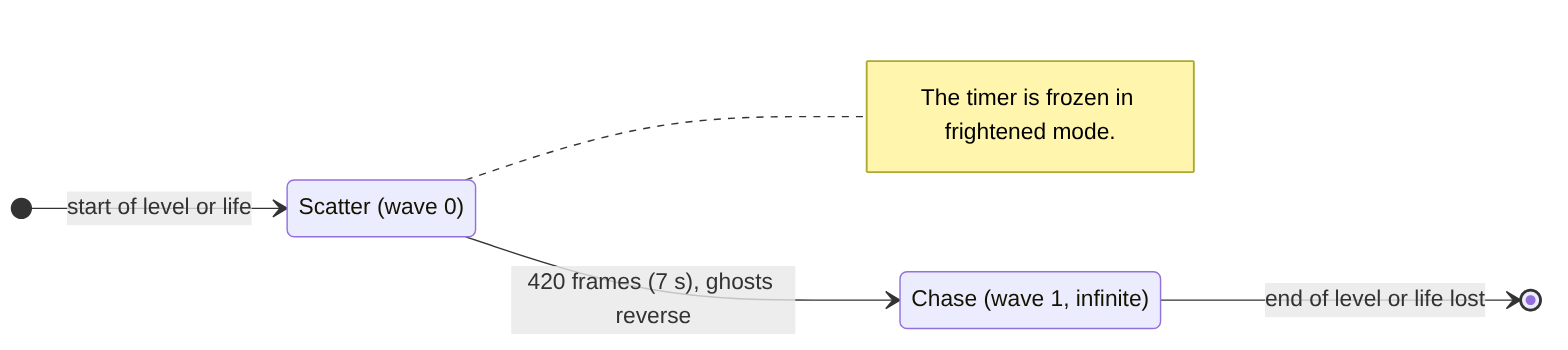 The timer is frozen in
frightened mode.
start of level or life
Scatter (wave 0)
420 frames (7 s), ghosts
reverse
Chase (wave 1, infinite)
end of level or life lost